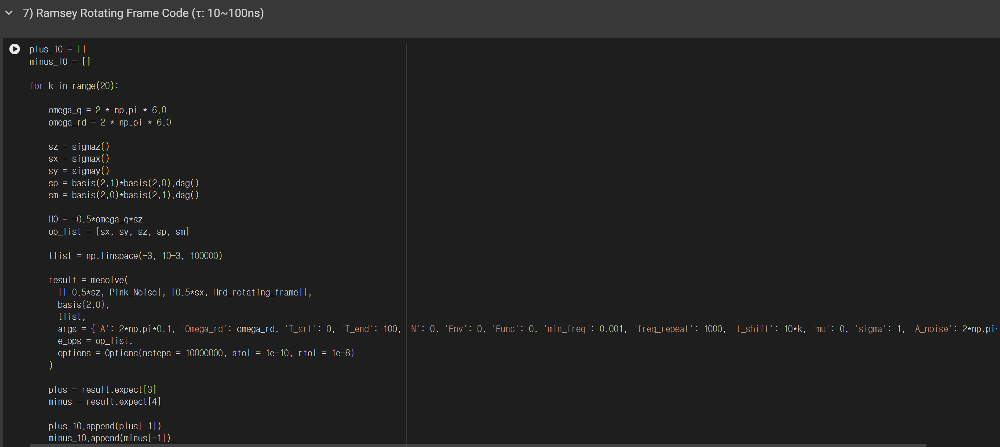 7) Ramsey Rotating Frame Code (τ: 10~100ns)
plus_10 = []
minus_10 = []
for k in range(20):
omega_q = 2 * np.pi * 6.0
omega_rd = 2 * np.pi * 6.0
sz = sigmaz()
sx = sigmax()
sy = sigmay()
sp = basis(2,1)*basis(2,0).dag()
sm = basis(2,0)*basis(2,1).dag()
H0 = -0.5*omega_q*sz
op_list = [sx, sy, sz, sp, sm]
tlist = np.linspace(-3, 10-3, 100000)
result = mesolve(
[[-0.5*sz, Pink_Noise], [0.5*sx, Hrd_rotating_frame]],
basis(2,0),
tlist,
args = {'A': 2*np.pi*0.1, 'Omega_rd': omega_rd, 'T_srt': 0, 'T_end': 100, 'N': 0, 'Env': 0, 'Func': 0, 'min_freq': 0.001, 'freq_repeat': 1000, 't_shift': 10*k, 'mu': 0, 'sigma': 1, 'A_noise': 2*np.pi*
e_ops = op_list,
options = Options(nsteps = 10000000, atol = 1e-10, rtol = 1e-8)
)
plus = result.expect[3]
minus = result.expect[4]
plus_10.append(plus[-1])
minus_10.append(minus[-1])